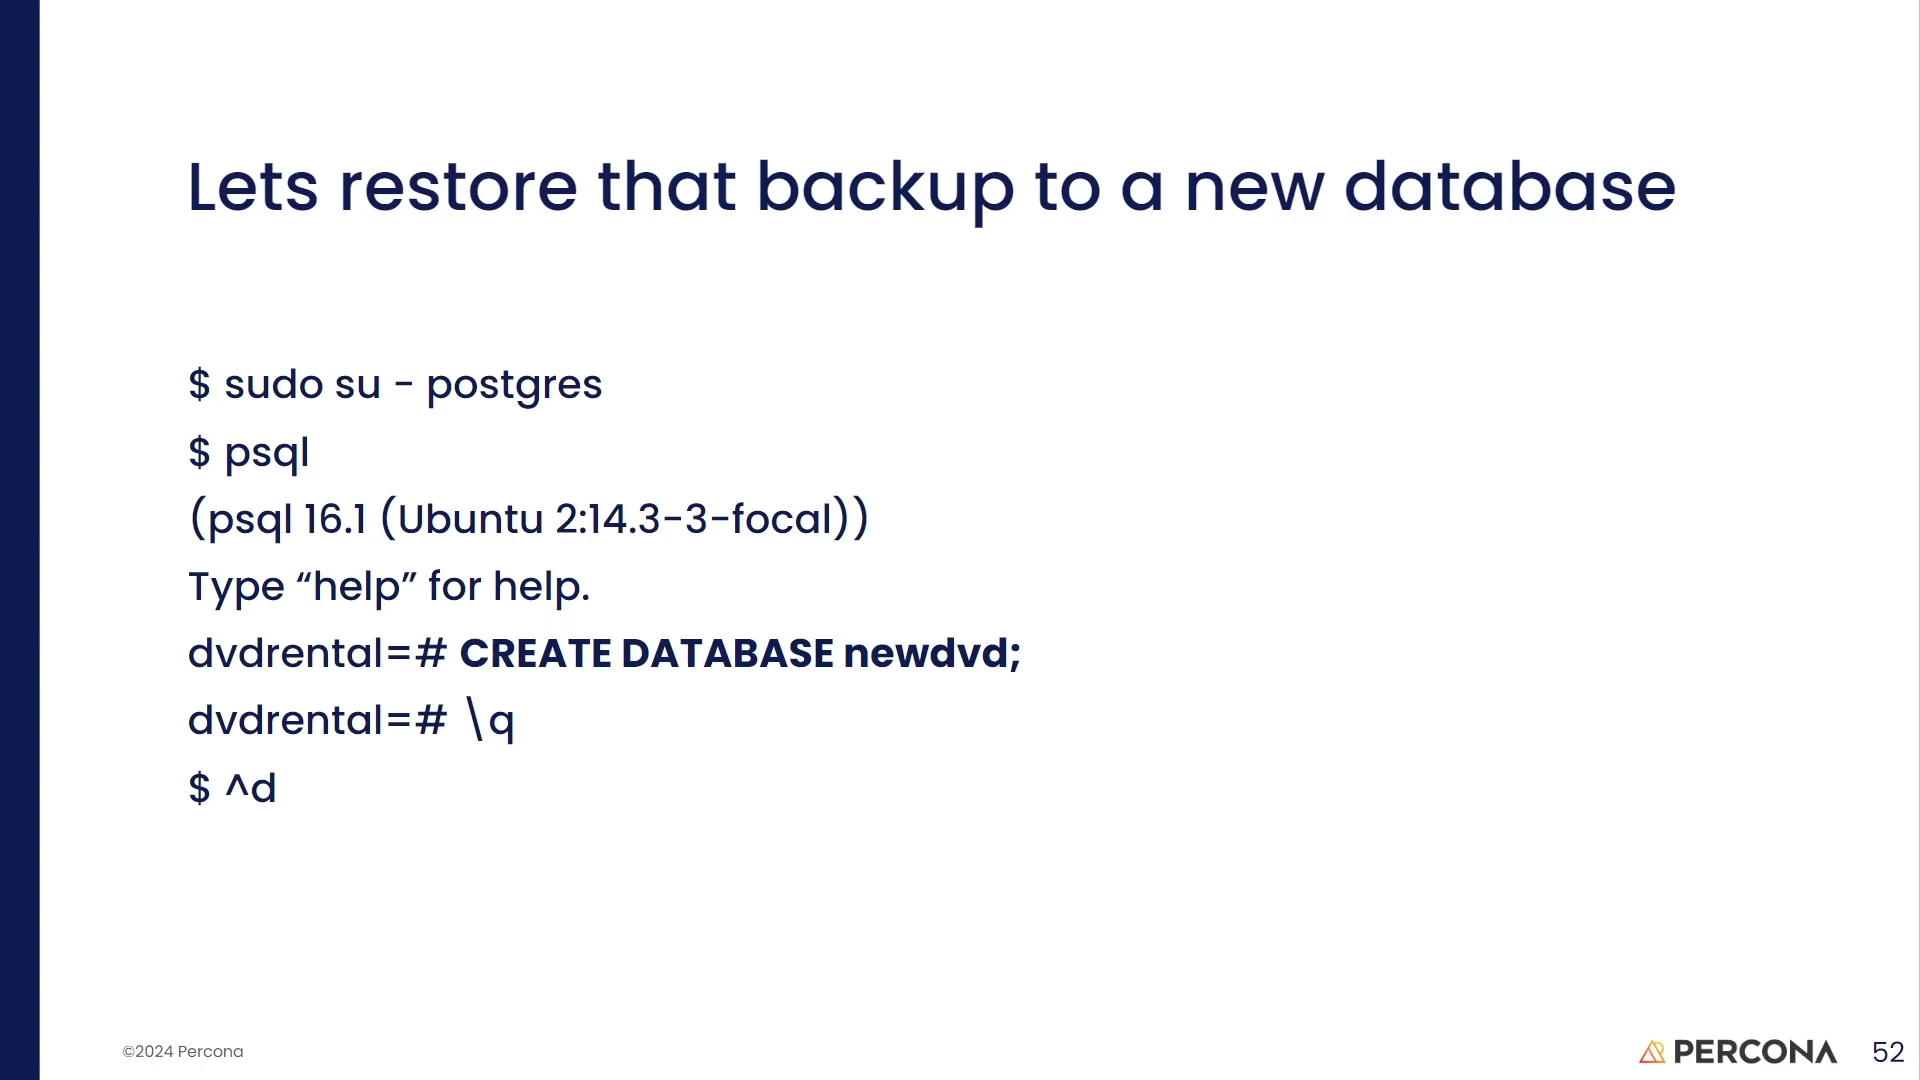 Lets restore that backup to a new database
$ sudo su - postgres
$ psql
(psql 16.1 (Ubuntu 2:14.3-3-focal))
Type “help” for help.
dvdrental=# CREATE DATABASE newdvd;
dvdrental=# \q
$ ^d
©2024 Percona
PERCONA 52